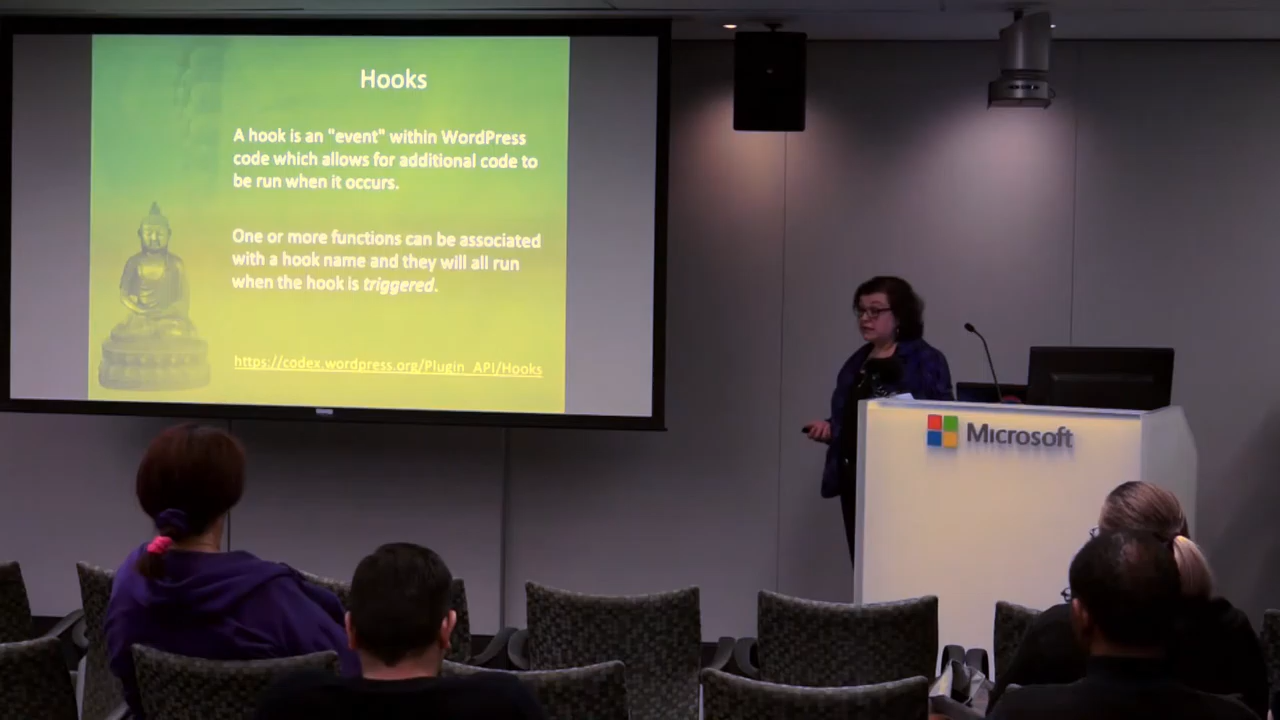 Hooks
A hook is an "event" within WordPress
code which allows for additional code to
be run when it occurs.
One or more functions can be associated
with a hook name and they will all run
when the hook is triggered.
https://codex.wordpress.org/Plugin_API/Hooks
Microsoft